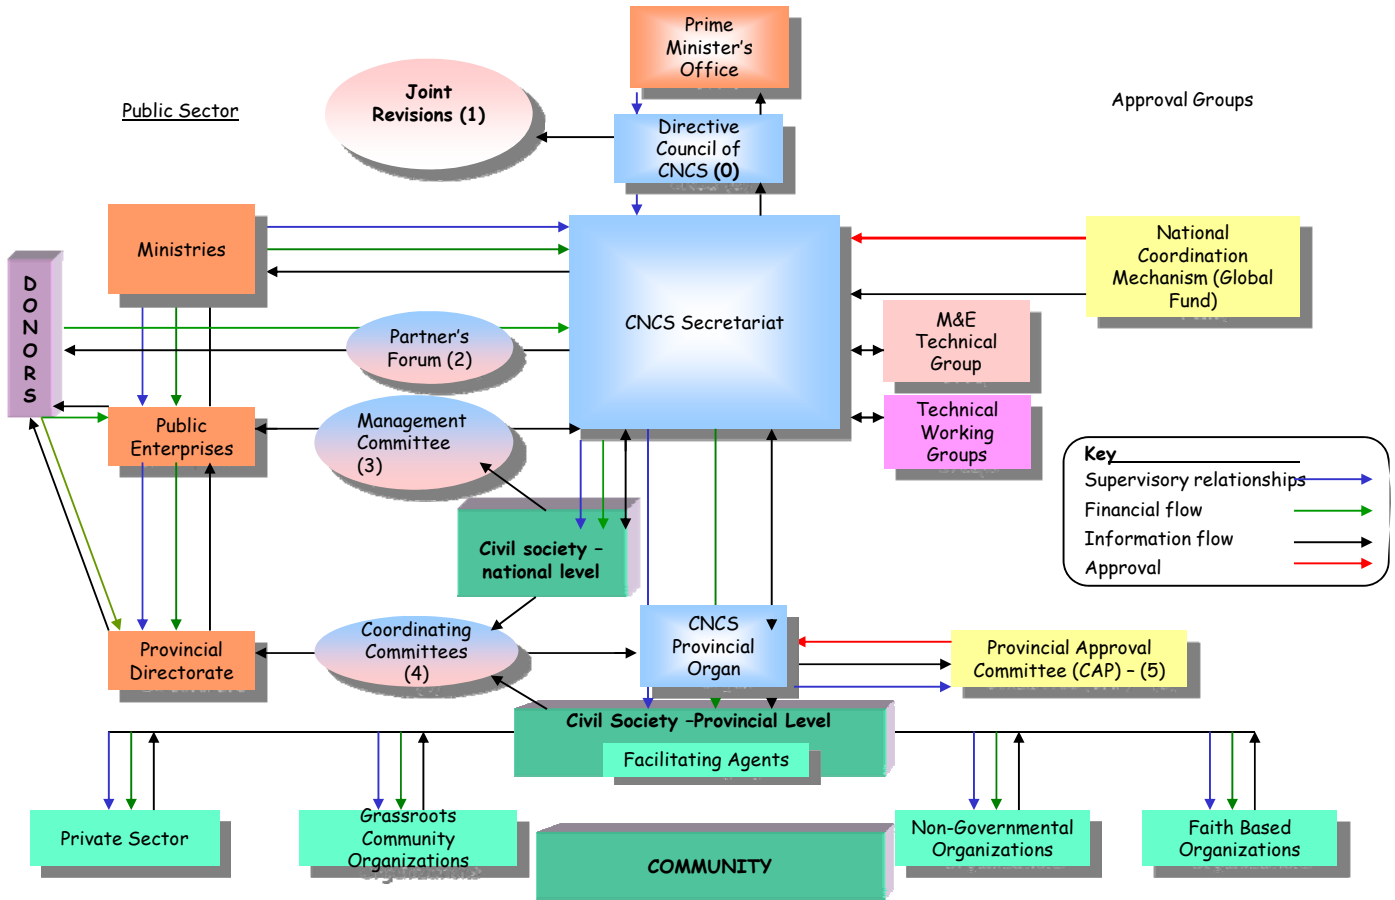 Prime
Minister's
Office
Public Sector
Joint
Revisions (1)
Approval Groups
Directive
Council of
CNCS (0)
Ministries
National
Coordination
Mechanism (Global
Fund)
D
O
N
O
R
S
CNCS Secretariat
Partner's
Forum (2)
M&E
Technical
Group
Public
Enterprises
Management
Committee
(3)
Technical
Working
Groups
Key
Supervisory relationships
Financial flow
Information flow
Approval
Civil society –
national level
Provincial
Directorate
Coordinating
Committees
(4)
CNCS
Provincial
Organ
Provincial Approval
Committee (CAP) – (5)
Civil Society –Provincial Level
Facilitating Agents
Private Sector
Grassroots
Community
Organizations
COMMUNITY
Non-Governmental
Organizations
Faith Based
Organizations